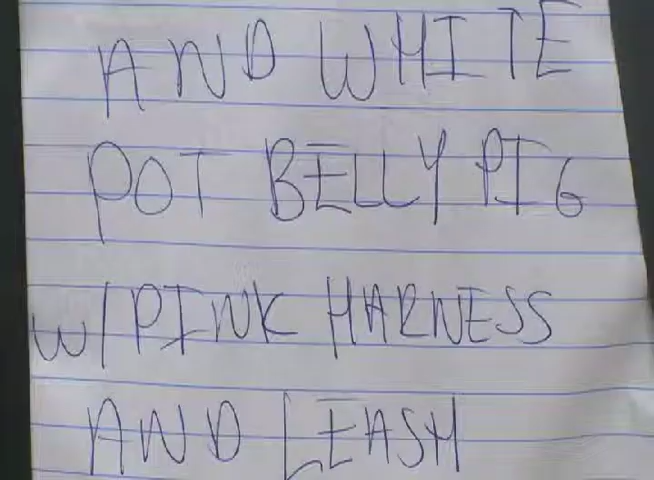 AND WHITE
POT BELLY PIG
W/ PINK HARNESS
AND LEASH